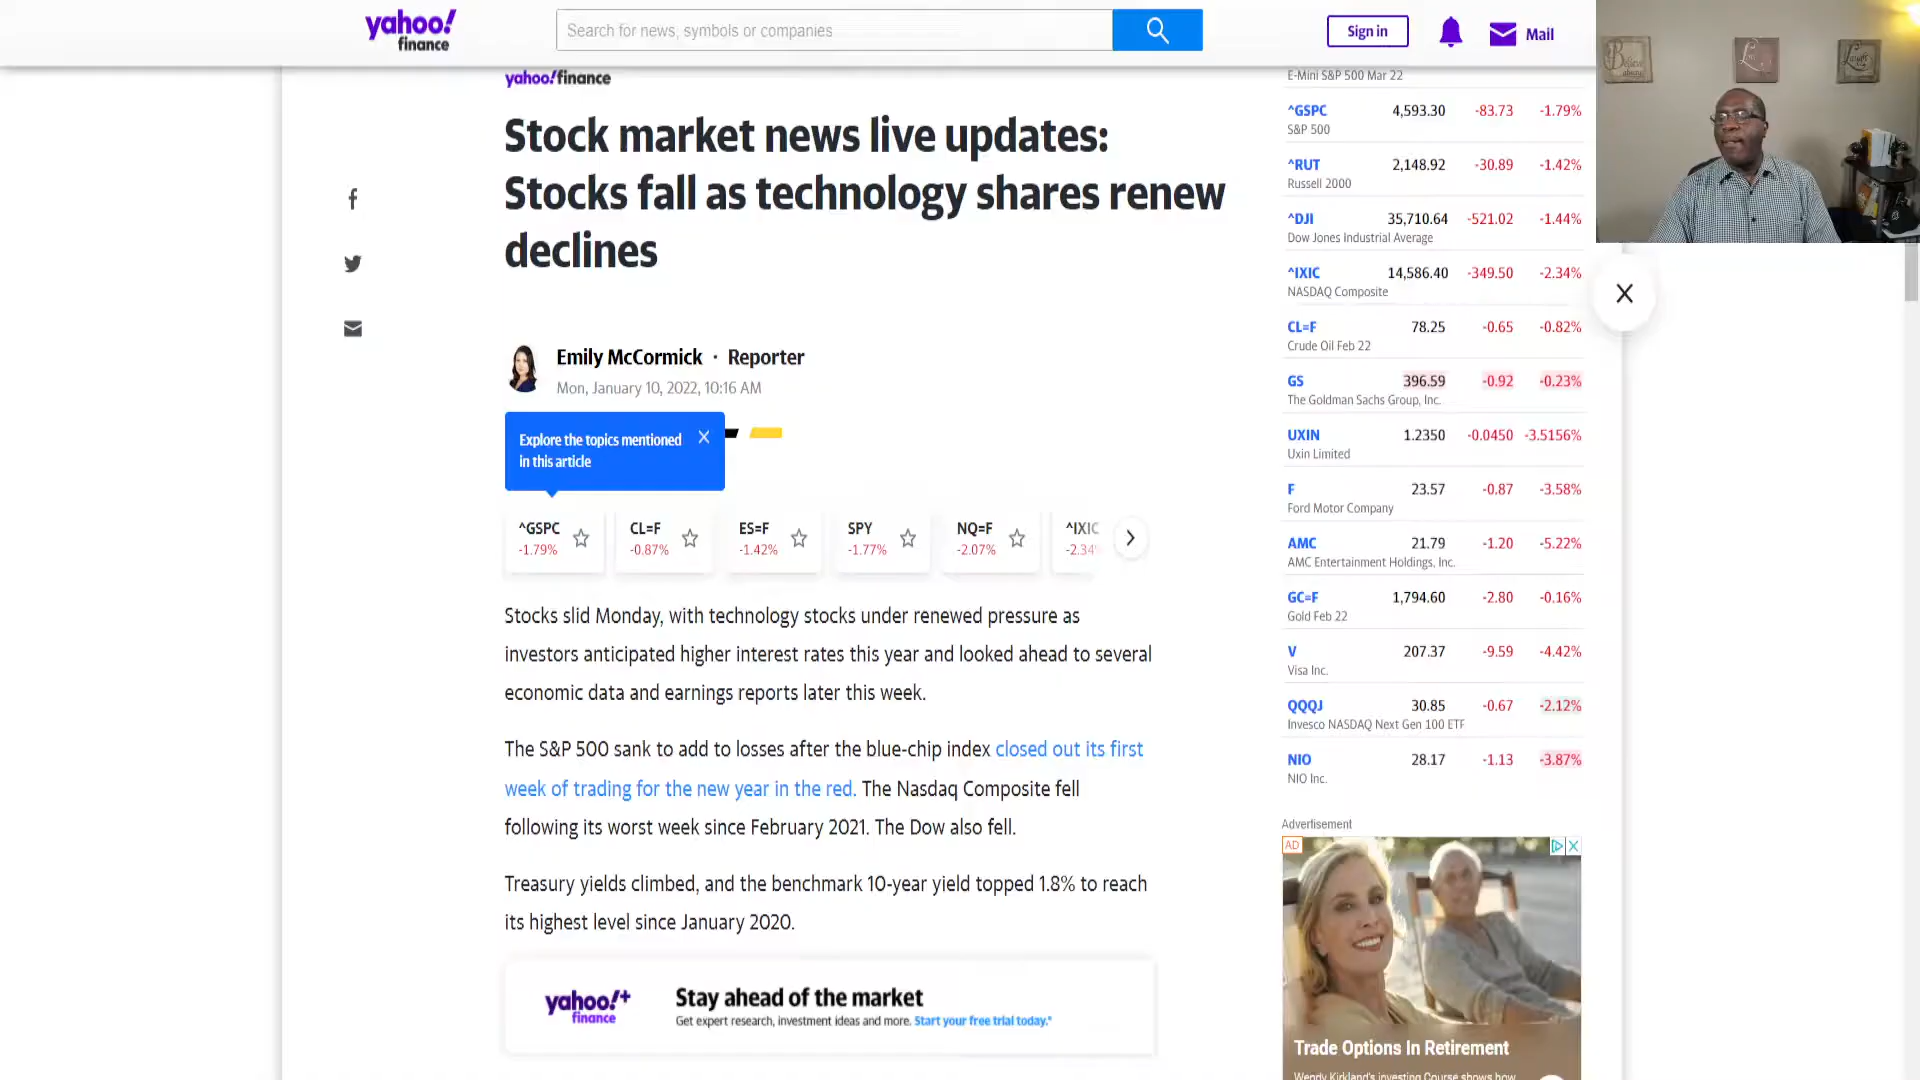 yahoo!
finance
Search for news, symbols or companies
Sign in
Mail
yahoo!finance
Stock market news live updates:
Stocks fall as technology shares renew
declines
Emily McCormick · Reporter
Mon, January 10, 2022, 10:16 AM
Explore the topics mentioned
in this article
^GSPC
-1.79%
CL=F
-0.87%
ES=F
-1.42%
SPY
-1.77%
NQ=F
-2.07%
^IXIC
-2.34%
Stocks slid Monday, with technology stocks under renewed pressure as
investors anticipated higher interest rates this year and looked ahead to several
economic data and earnings reports later this week.
The S&P 500 sank to add to losses after the blue-chip index closed out its first
week of trading for the new year in the red. The Nasdaq Composite fell
following its worst week since February 2021. The Dow also fell.
Treasury yields climbed, and the benchmark 10-year yield topped 1.8% to reach
its highest level since January 2020.
yahoo!+
finance
Stay ahead of the market
Get expert research, investment ideas and more. Start your free trial today.*
E-Mini S&P 500 Mar 22
^GSPC 4,593.30 -83.73 -1.79%
S&P 500
^RUT 2,148.92 -30.89 -1.42%
Russell 2000
^DJI 35,710.64 -521.02 -1.44%
Dow Jones Industrial Average
^IXIC 14,586.40 -349.50 -2.34%
NASDAQ Composite
CL=F 78.25 -0.65 -0.82%
Crude Oil Feb 22
GS 396.59 -0.92 -0.23%
The Goldman Sachs Group, Inc.
UXIN 1.2350 -0.0450 -3.5156%
Uxin Limited
F 23.57 -0.87 -3.58%
Ford Motor Company
AMC 21.79 -1.20 -5.22%
AMC Entertainment Holdings, Inc.
GC=F 1,794.60 -2.80 -0.16%
Gold Feb 22
V 207.37 -9.59 -4.42%
Visa Inc.
QQQJ 30.85 -0.67 -2.12%
Invesco NASDAQ Next Gen 100 ETF
NIO 28.17 -1.13 -3.87%
NIO Inc.
Advertisement
AD
Trade Options In Retirement
Wendy Kirkland's investing Course shows how
Believe